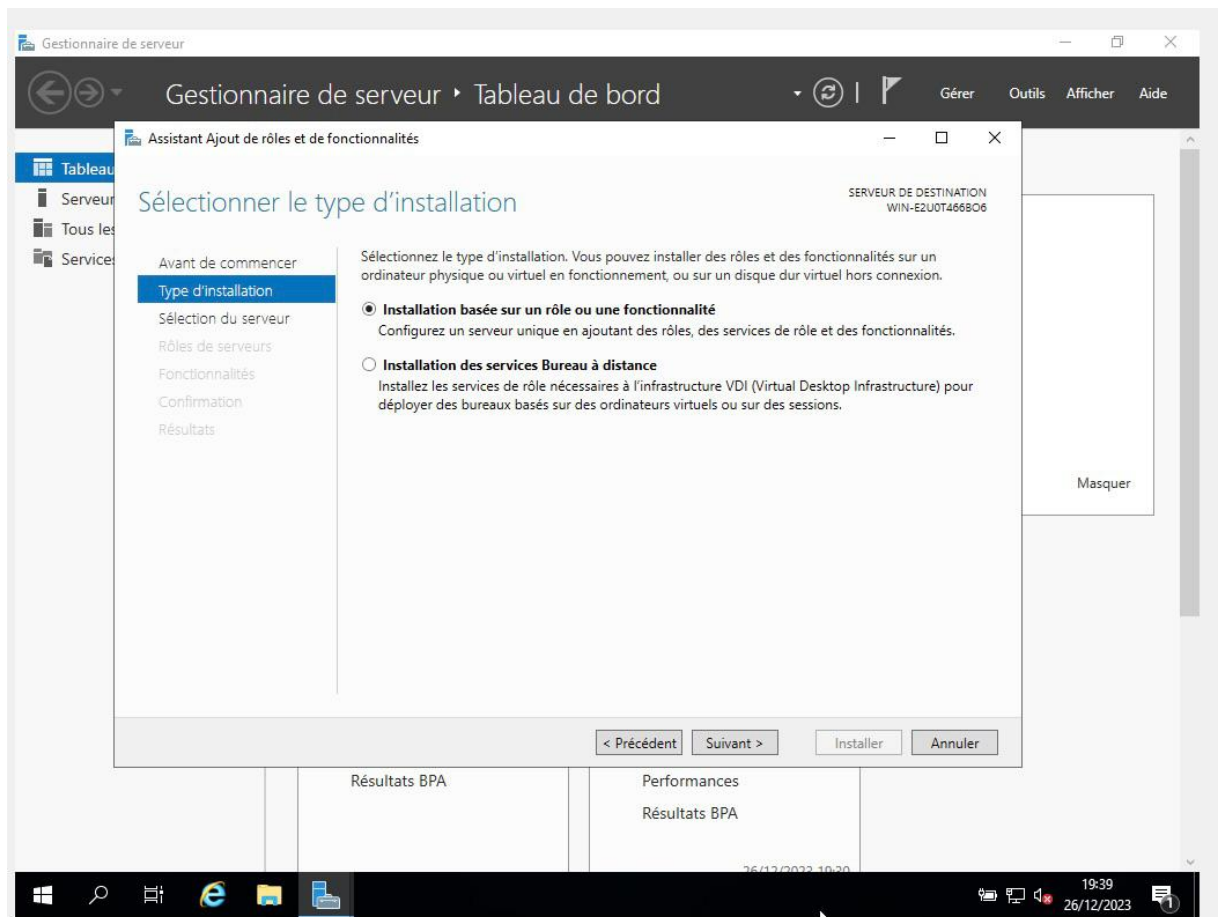 Gestionnaire de serveur
Gestionnaire de serveur
Tableau de bord
Gérer
Outils
Afficher
Aide
Assistant Ajout de rôles et de fonctionnalités
Tableau
Serveur
Tous les
Services
Sélectionner le type d'installation
SERVEUR DE DESTINATION
WIN-E2U0T466BO6
Avant de commencer
Type d'installation
Sélection du serveur
Rôles de serveurs
Fonctionnalités
Confirmation
Résultats
Sélectionnez le type d'installation. Vous pouvez installer des rôles et des fonctionnalités sur un
ordinateur physique ou virtuel en fonctionnement, ou sur un disque dur virtuel hors connexion.
Installation basée sur un rôle ou une fonctionnalité
Configurez un serveur unique en ajoutant des rôles, des services de rôle et des fonctionnalités.
Installation des services Bureau à distance
Installez les services de rôle nécessaires à l'infrastructure VDI (Virtual Desktop Infrastructure) pour
déployer des bureaux basés sur des ordinateurs virtuels ou sur des sessions.
Masquer
< Précédent
Suivant >
Installer
Annuler
Résultats BPA
Performances
Résultats BPA
26/12/2023 19:39
19:39
26/12/2023
1